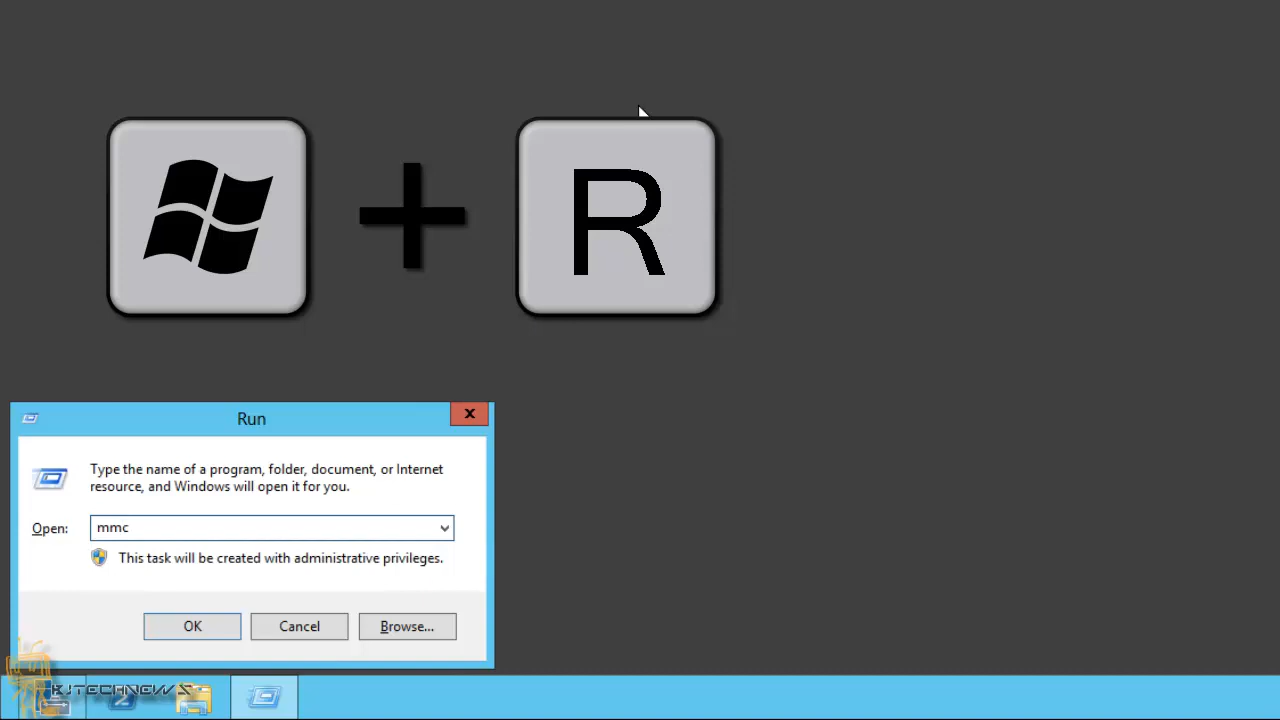 R
Run
Type the name of a program, folder, document, or Internet
resource, and Windows will open it for you.
Open:
mmc
This task will be created with administrative privileges.
OK
Cancel
Browse...
KJTECHNEWS